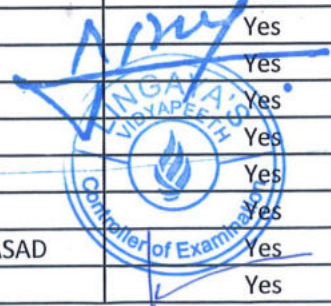 Yes
Yes
LINGAYA'S
VIDYAPEETH
Yes
Yes
Yes
Yes
Controller of Examination
ASAD Yes
Yes